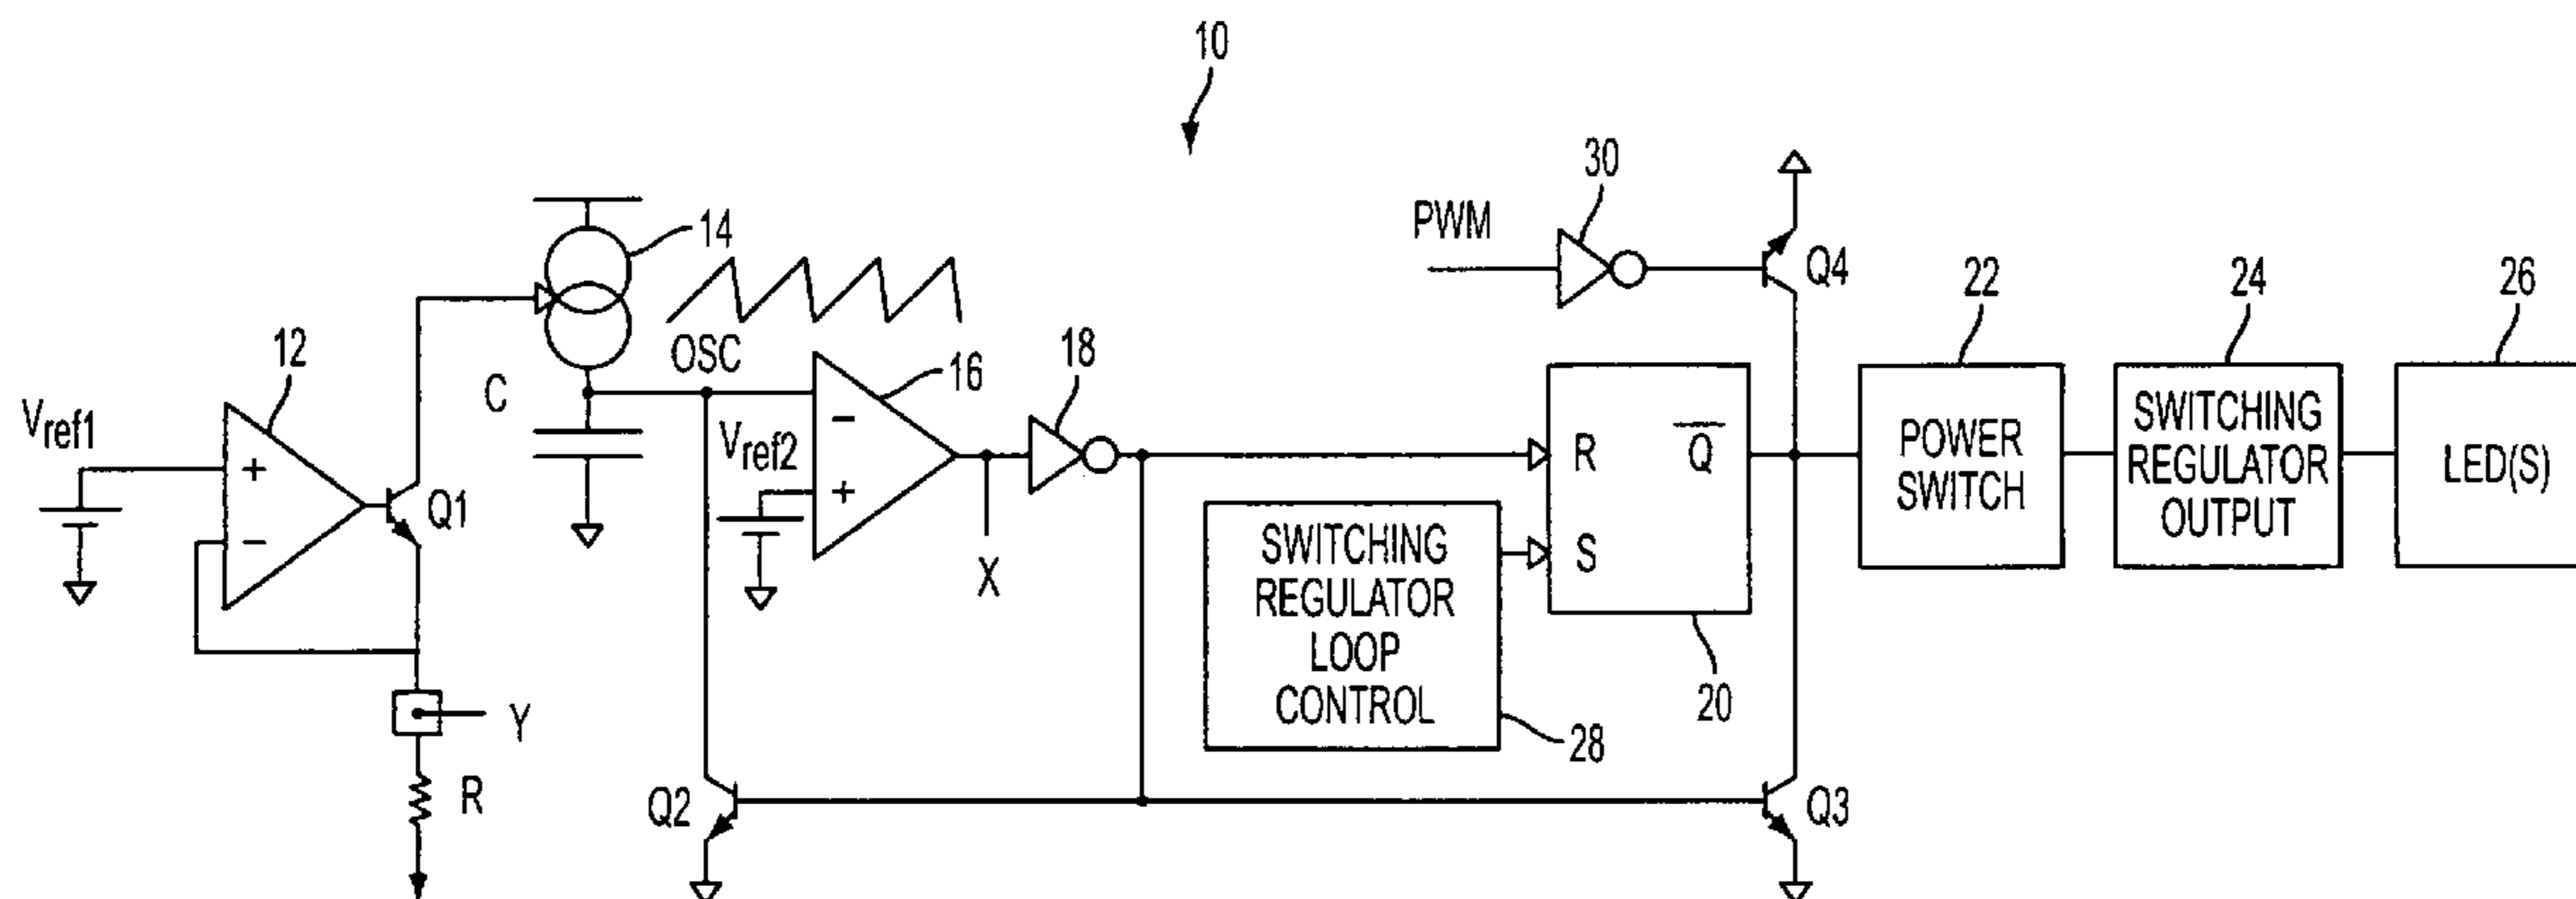 10
30
PWM
Q4
14
OSC
12
C
16
18
22
24
26
Vref1
+
−
Q1
Vref2
−
+
X
R
S
Q̅
POWER
SWITCH
SWITCHING
REGULATOR
OUTPUT
LED(S)
SWITCHING
REGULATOR
LOOP
CONTROL
20
28
Y
R
Q2
Q3